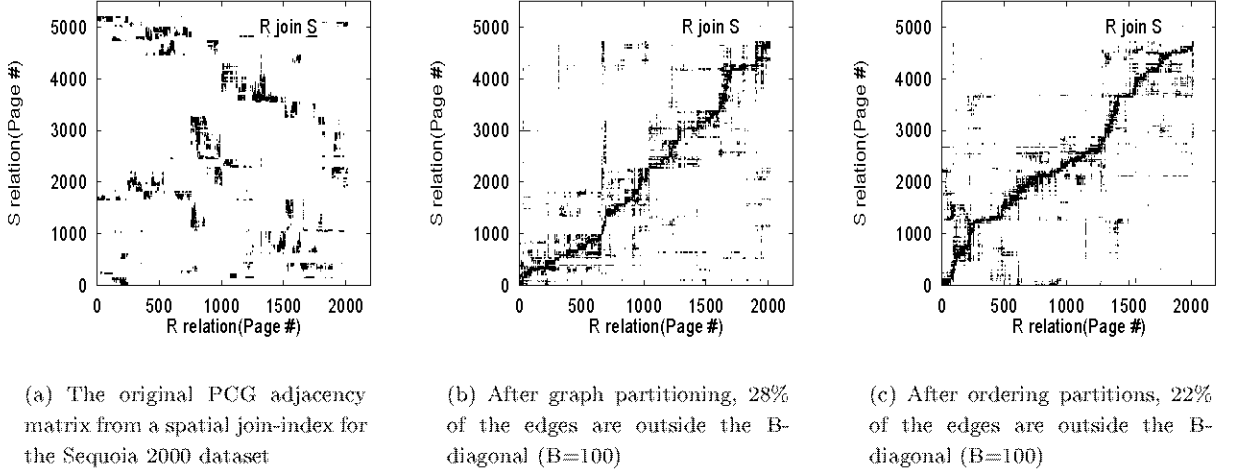 R join S
5000
4000
3000
2000
1000
0
0 500 1000 1500 2000
R relation(Page #)
S relation(Page #)
R join S
5000
4000
3000
2000
1000
0
0 500 1000 1500 2000
R relation(Page #)
S relation(Page #)
R join S
5000
4000
3000
2000
1000
0
0 500 1000 1500 2000
R relation(Page #)
S relation(Page #)
(a) The original PCG adjacency
matrix from a spatial join-index for
the Sequoia 2000 dataset
(b) After graph partitioning, 28%
of the edges are outside the B-
diagonal (B=100)
(c) After ordering partitions, 22%
of the edges are outside the B-
diagonal (B=100)